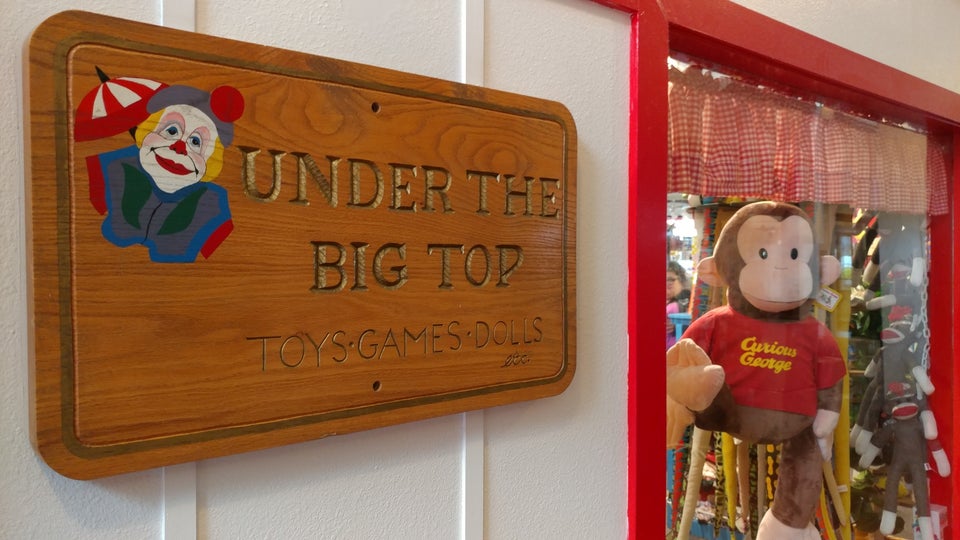 UNDER THE
BIG TOP
TOYS·GAMES·DOLLS
etc.
Curious
George